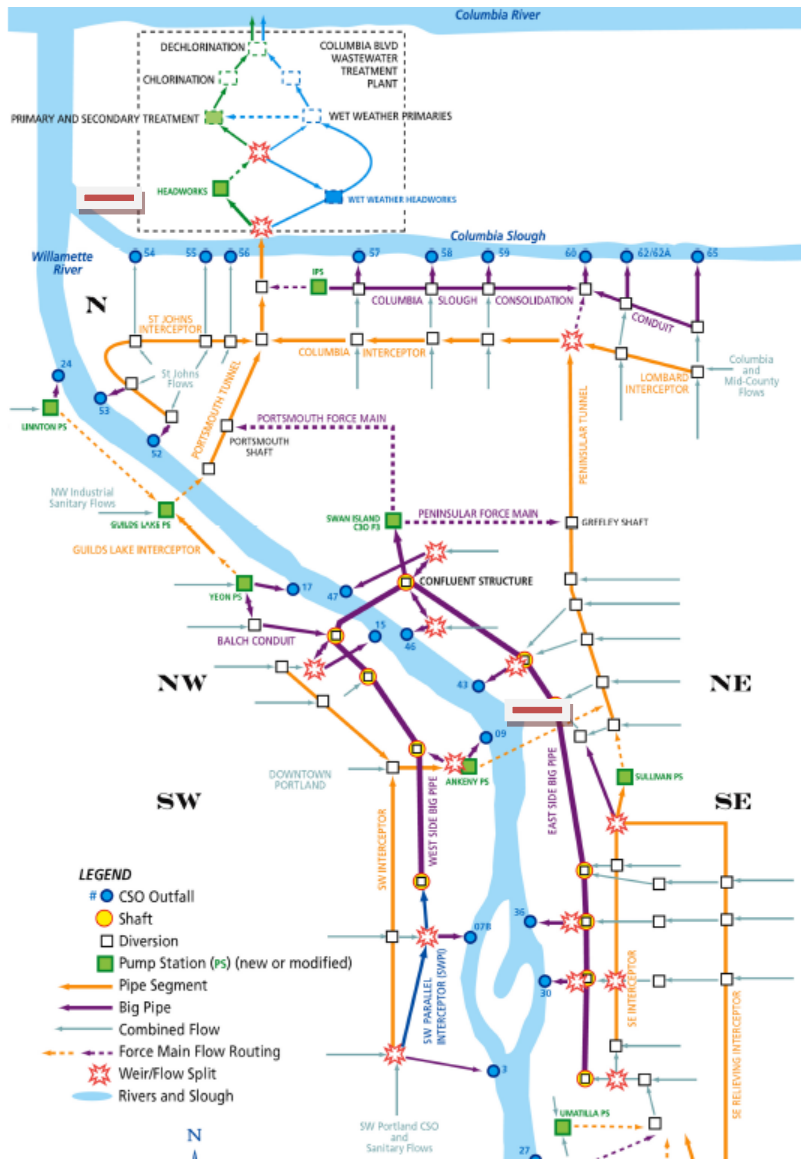 Columbia River
DECHLORINATION
COLUMBIA BLVD
WASTEWATER
TREATMENT
PLANT
CHLORINATION
PRIMARY AND SECONDARY TREATMENT
WET WEATHER PRIMARIES
HEADWORKS
WET WEATHER HEADWORKS
Columbia Slough
Willamette
River
54
55
56
57
58
59
60
62/62A
65
IPS
N
COLUMBIA SLOUGH CONSOLIDATION
CONDUIT
ST JOHNS
INTERCEPTOR
COLUMBIA INTERCEPTOR
LOMBARD
INTERCEPTOR
Columbia
and
Mid-County
Flows
24
St Johns
Flows
53
52
LINNTON PS
PORTSMOUTH TUNNEL
PORTSMOUTH FORCE MAIN
PORTSMOUTH
SHAFT
PENINSULAR TUNNEL
NW Industrial
Sanitary Flows
GUILDS LAKE PS
SWAN ISLAND
CSO PS
PENINSULAR FORCE MAIN
GREELEY SHAFT
GUILDS LAKE INTERCEPTOR
YEON PS
17
47
CONFLUENT STRUCTURE
BALCH CONDUIT
15
46
NW
43
NE
09
DOWNTOWN
PORTLAND
ANKENY PS
SULLIVAN PS
SW
SE
WEST SIDE BIG PIPE
EAST SIDE BIG PIPE
SW INTERCEPTOR
36
07B
30
SW PARALLEL
INTERCEPTOR (SWPI)
SE INTERCEPTOR
SE RELIEVING INTERCEPTOR
3
SW Portland CSO
and
Sanitary Flows
UMATILLA PS
27
LEGEND
# CSO Outfall
Shaft
Diversion
Pump Station (PS) (new or modified)
Pipe Segment
Big Pipe
Combined Flow
Force Main Flow Routing
Weir/Flow Split
Rivers and Slough
N